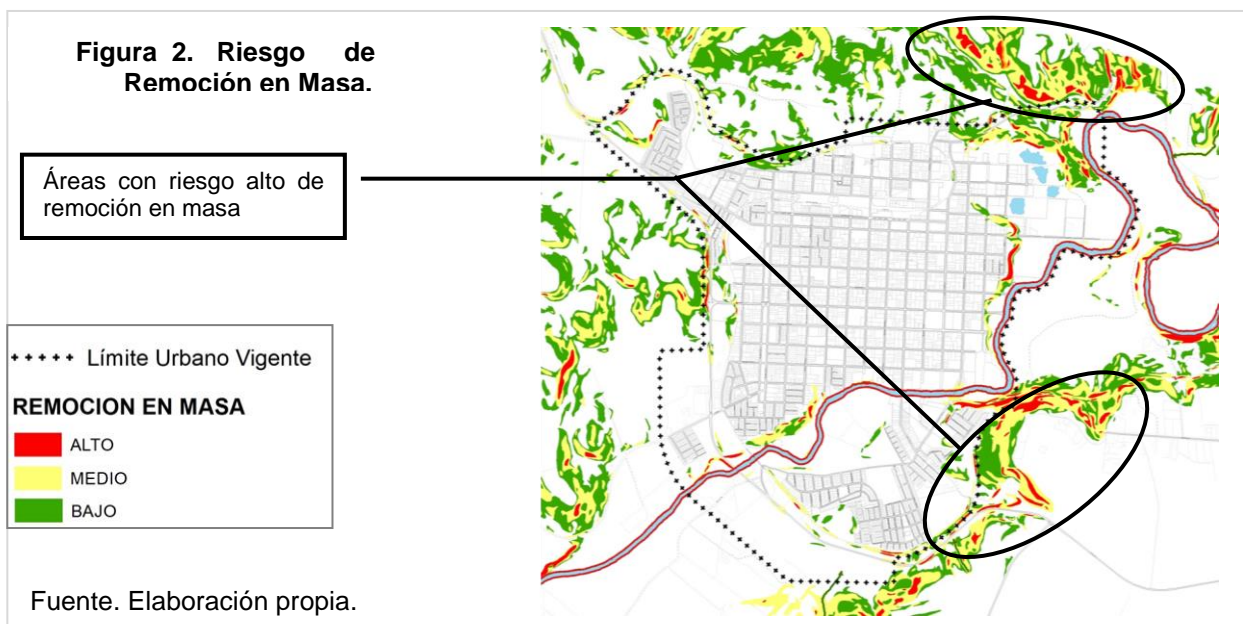 Figura 2. Riesgo de
Remoción en Masa.
Áreas con riesgo alto de
remoción en masa
Límite Urbano Vigente
REMOCION EN MASA
ALTO
MEDIO
BAJO
Fuente. Elaboración propia.